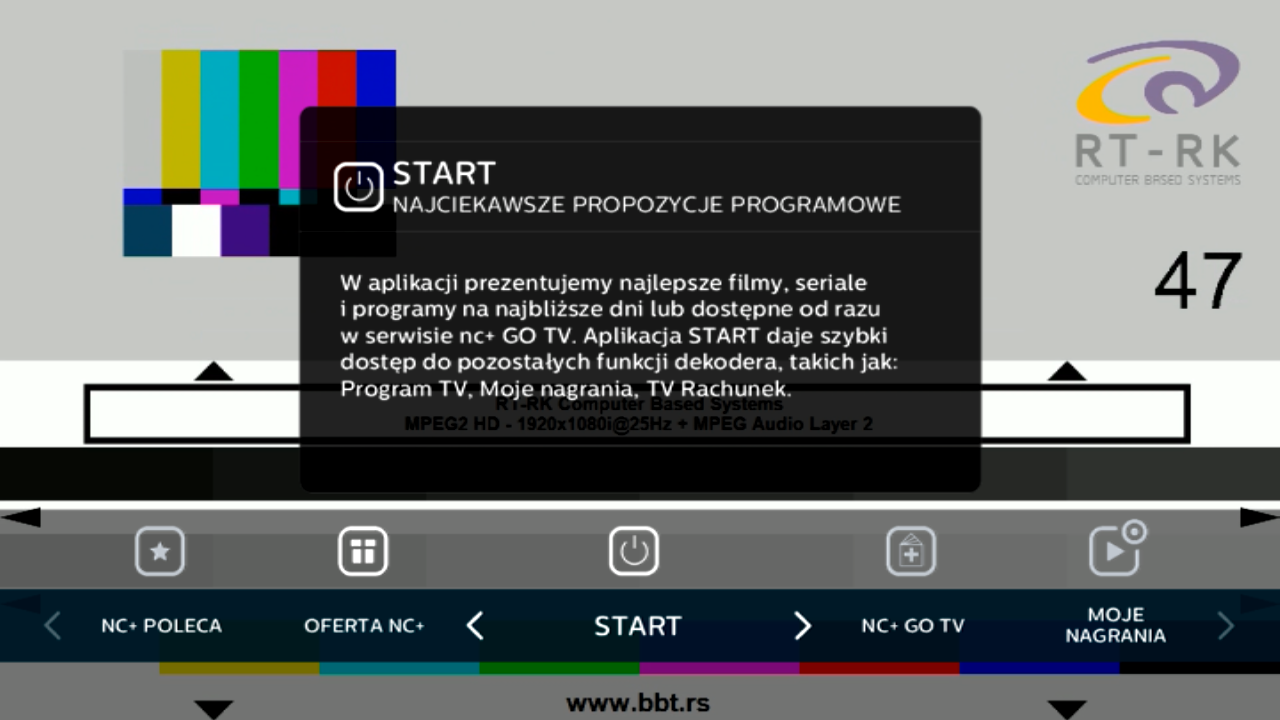 RT-RK
COMPUTER BASED SYSTEMS
START
NAJCIEKAWSZE PROPOZYCJE PROGRAMOWE
47
W aplikacji prezentujemy najlepsze filmy, seriale
i programy na najbliższe dni lub dostępne od razu
w serwisie nc+ GO TV. Aplikacja START daje szybki
dostęp do pozostałych funkcji dekodera, takich jak:
Program TV, Moje nagrania, TV Rachunek.
RT-RK Computer Based Systems
MPEG2 HD - 1920x1080i@25Hz + MPEG Audio Layer 2
NC+ POLECA
OFERTA NC+
START
NC+ GO TV
MOJE
NAGRANIA
www.bbt.rs